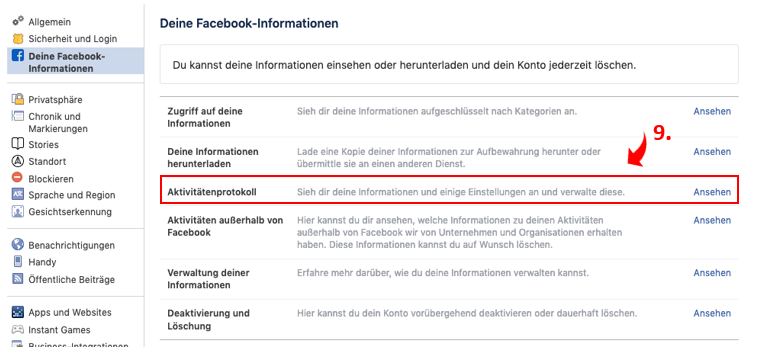 Allgemein
Sicherheit und Login
Deine Facebook-
Informationen
Privatsphäre
Chronik und
Markierungen
Stories
Standort
Blockieren
Sprache und Region
Gesichtserkennung
Benachrichtigungen
Handy
Öffentliche Beiträge
Apps und Websites
Instant Games
Business-Integrationen
Deine Facebook-Informationen
Du kannst deine Informationen einsehen oder herunterladen und dein Konto jederzeit löschen.
Zugriff auf deine
Informationen
Sieh dir deine Informationen aufgeschlüsselt nach Kategorien an.
Ansehen
9.
Deine Informationen
herunterladen
Lade eine Kopie deiner Informationen zur Aufbewahrung herunter oder
übermittle sie an einen anderen Dienst.
Ansehen
Aktivitätenprotokoll
Sieh dir deine Informationen und einige Einstellungen an und verwalte diese.
Ansehen
Aktivitäten außerhalb von
Facebook
Hier kannst du dir ansehen, welche Informationen zu deinen Aktivitäten
außerhalb von Facebook wir von Unternehmen und Organisationen erhalten
haben. Diese Informationen kannst du auf Wunsch löschen.
Ansehen
Verwaltung deiner
Informationen
Erfahre mehr darüber, wie du deine Informationen verwalten kannst.
Ansehen
Deaktivierung und
Löschung
Hier kannst du dein Konto vorübergehend deaktivieren oder dauerhaft löschen.
Ansehen